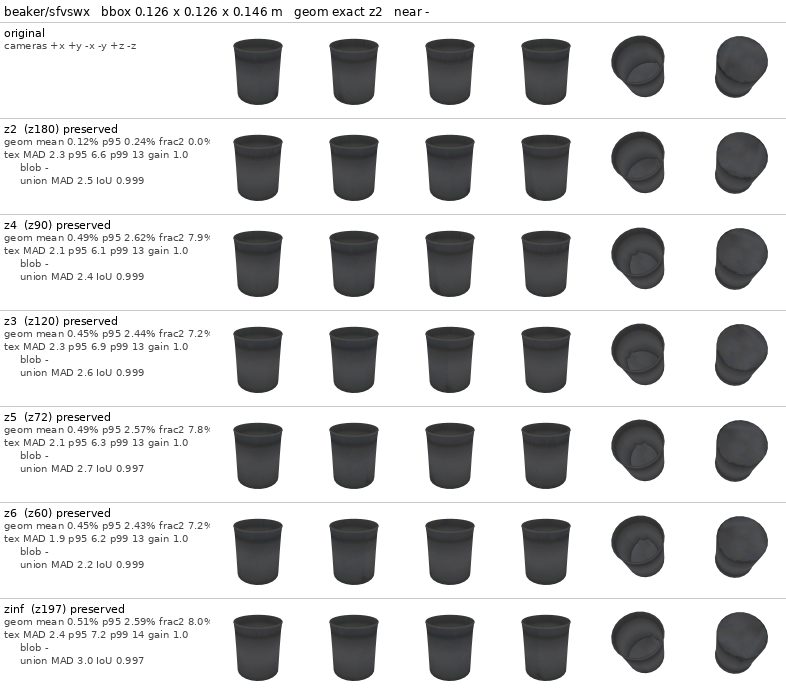 beaker/sfvswx bbox 0.126 x 0.126 x 0.146 m geom exact z2 near -
original
cameras +x +y -x -y +z -z
z2 (z180) preserved
geom mean 0.12% p95 0.24% frac2 0.0%
tex MAD 2.3 p95 6.6 p99 13 gain 1.0
blob -
union MAD 2.5 IoU 0.999
z4 (z90) preserved
geom mean 0.49% p95 2.62% frac2 7.9%
tex MAD 2.1 p95 6.1 p99 13 gain 1.0
blob -
union MAD 2.4 IoU 0.999
z3 (z120) preserved
geom mean 0.45% p95 2.44% frac2 7.2%
tex MAD 2.3 p95 6.9 p99 13 gain 1.0
blob -
union MAD 2.6 IoU 0.999
z5 (z72) preserved
geom mean 0.49% p95 2.57% frac2 7.8%
tex MAD 2.1 p95 6.3 p99 13 gain 1.0
blob -
union MAD 2.7 IoU 0.997
z6 (z60) preserved
geom mean 0.45% p95 2.43% frac2 7.2%
tex MAD 1.9 p95 6.2 p99 13 gain 1.0
blob -
union MAD 2.2 IoU 0.999
zinf (z197) preserved
geom mean 0.51% p95 2.59% frac2 8.0%
tex MAD 2.4 p95 7.2 p99 14 gain 1.0
blob -
union MAD 3.0 IoU 0.997